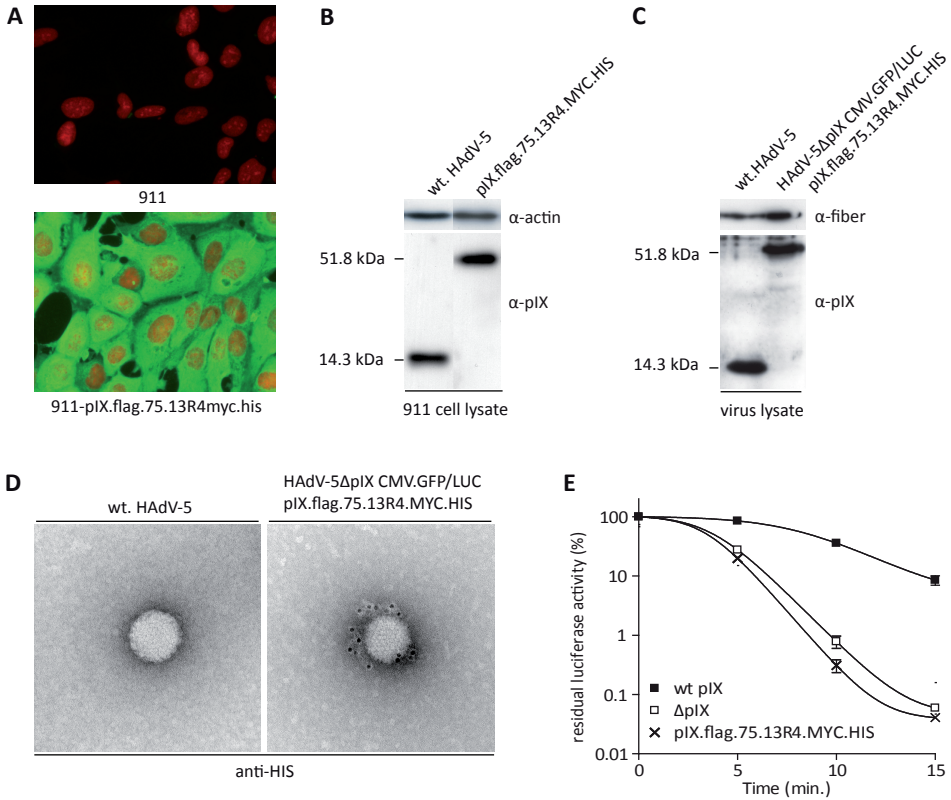 A
911
911-pIX.flag.75.13R4myc.his
B
wt. HAdV-5
pIX.flag.75.13R4.MYC.HIS
α-actin
51.8 kDa
α-pIX
14.3 kDa
911 cell lysate
C
wt.HAdV-5
HAdV-5ΔpIX CMV.GFP/LUC
pIX.flag.75.13R4.MYC.HIS
α-fiber
51.8 kDa
α-pIX
14.3 kDa
virus lysate
D
wt. HAdV-5
HAdV-5ΔpIX CMV.GFP/LUC
pIX.flag.75.13R4.MYC.HIS
anti-HIS
E
residual luciferase activity (%)
100
10
1
0.1
0.01
wt pIX
ΔpIX
pIX.flag.75.13R4.MYC.HIS
0 5 10 15
Time (min.)